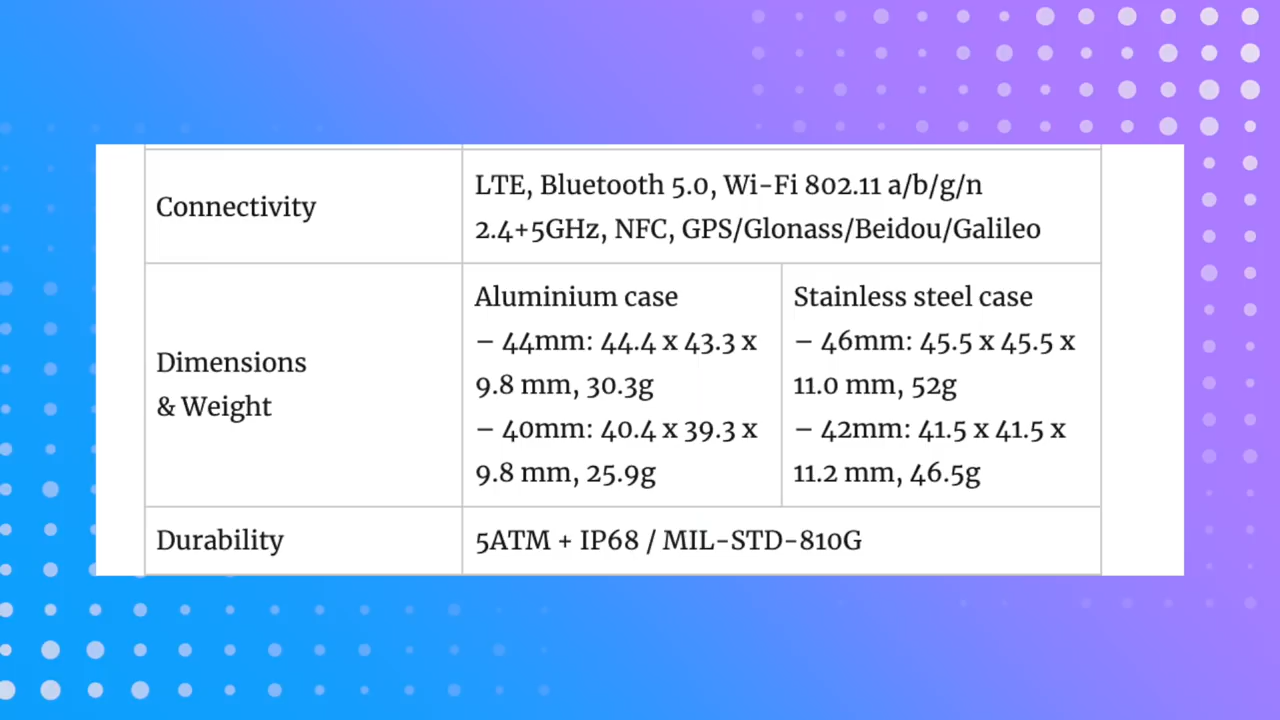 Connectivity
LTE, Bluetooth 5.0, Wi-Fi 802.11 a/b/g/n
2.4+5GHz, NFC, GPS/Glonass/Beidou/Galileo
Dimensions
& Weight
Aluminium case
– 44mm: 44.4 x 43.3 x
9.8 mm, 30.3g
– 40mm: 40.4 x 39.3 x
9.8 mm, 25.9g
Stainless steel case
– 46mm: 45.5 x 45.5 x
11.0 mm, 52g
– 42mm: 41.5 x 41.5 x
11.2 mm, 46.5g
Durability
5ATM + IP68 / MIL-STD-810G